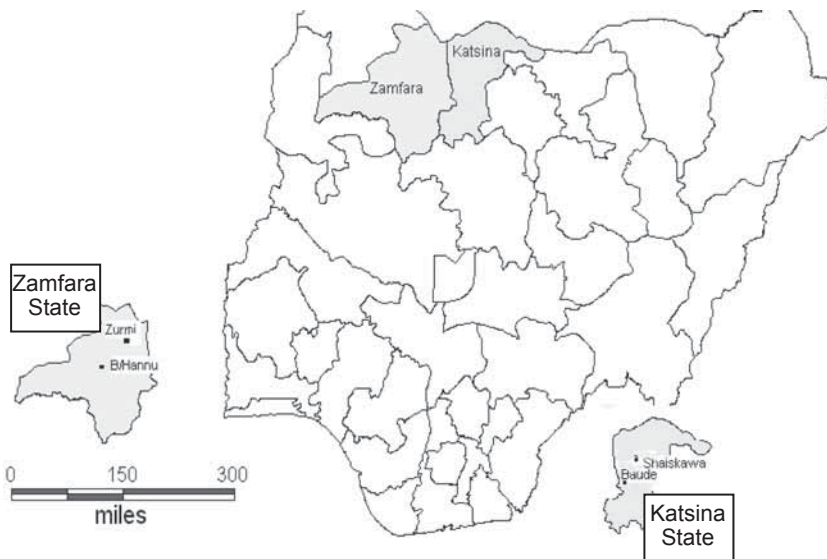 Katsina
Zamfara
Zamfara
State
Zurmi
B/Hannu
0 150 300
miles
Shaiskawa
Baude
Katsina
State